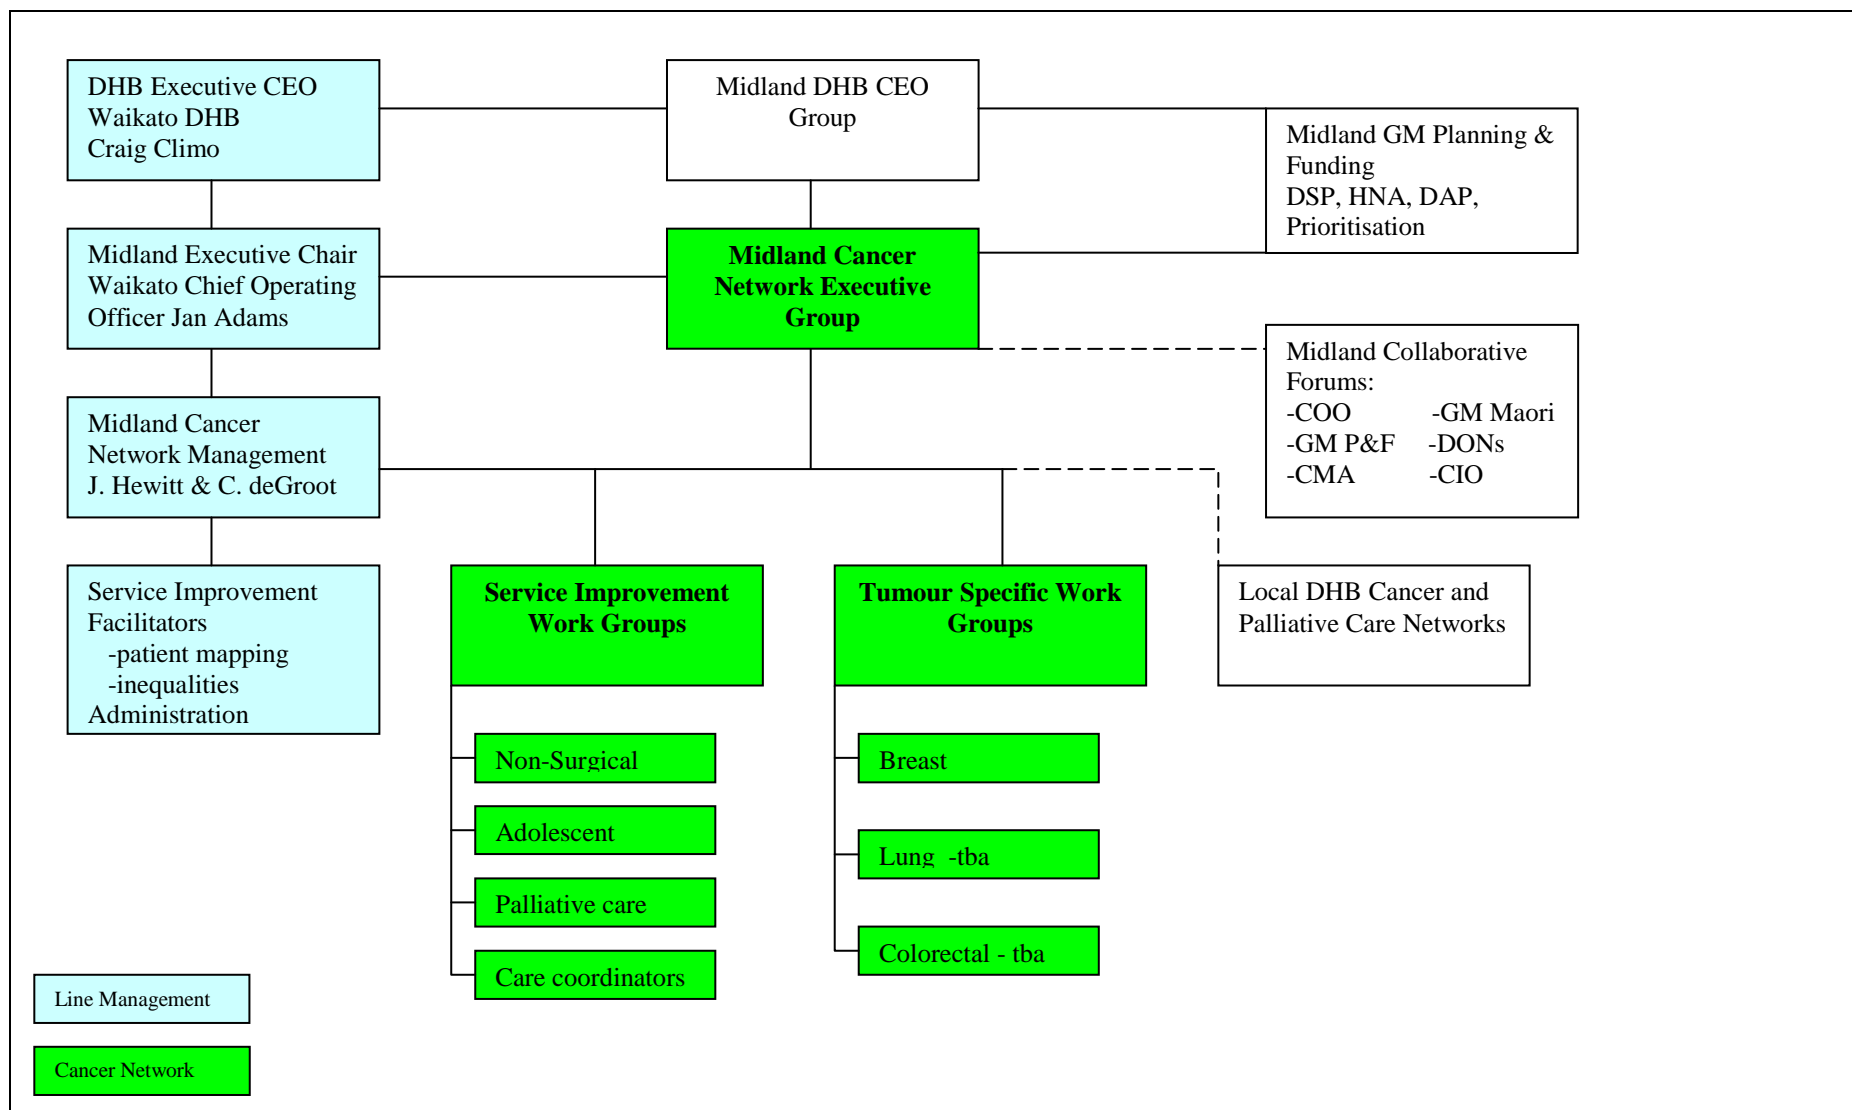 DHB Executive CEO
Waikato DHB
Craig Climo
Midland DHB CEO
Group
Midland GM Planning &
Funding
DSP, HNA, DAP,
Prioritisation
Midland Executive Chair
Waikato Chief Operating
Officer Jan Adams
Midland Cancer
Network Executive
Group
Midland Collaborative
Forums:
-COO -GM Maori
-GM P&F -DONs
-CMA -CIO
Midland Cancer
Network Management
J. Hewitt & C. deGroot
Service Improvement
Facilitators
-patient mapping
-inequalities
Administration
Service Improvement
Work Groups
Tumour Specific Work
Groups
Local DHB Cancer and
Palliative Care Networks
Non-Surgical
Adolescent
Palliative care
Care coordinators
Breast
Lung -tba
Colorectal - tba
Line Management
Cancer Network